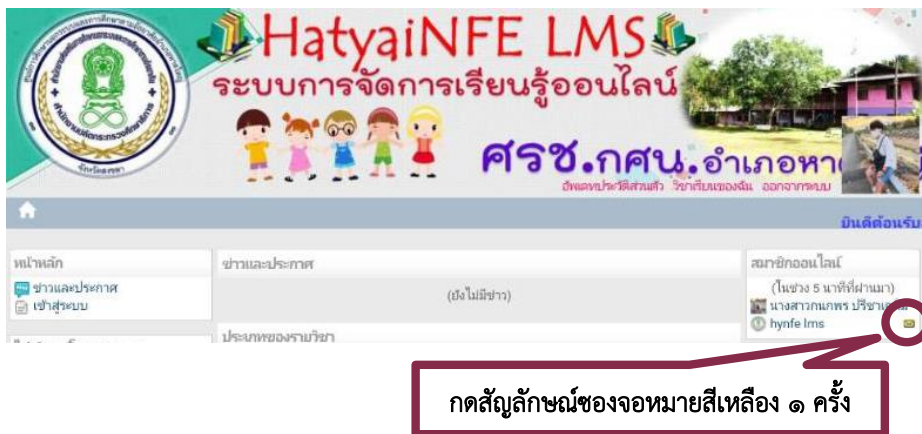 HatyaiNFE LMS
ระบบการจัดการเรียนรู้ออนไลน์
ศรช.กศน.อำเภอหา
อัพเดทประวัติส่วนตัว วิชาเรียนของฉัน ออกจากระบบ
ยินดีต้อนรับ
หน้าหลัก
ข่าวและประกาศ
เข้าสู่ระบบ
ข่าวและประกาศ
(ยังไม่มีข่าว)
ประเภทของรายวิชา
สมาชิกออนไลน์
(ในช่วง 5 นาทีที่ผ่านมา)
นางสาวกนกพร
hynfe lms
กดสัญลักษณ์ซองจอหมายสีเหลือง ๑ ครั้ง